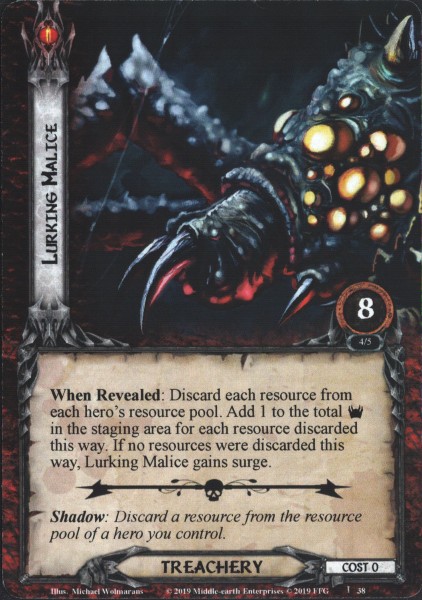 LURKING MALICE
8
4/5
When Revealed: Discard each resource from
each hero's resource pool. Add 1 to the total
in the staging area for each resource discarded
this way. If no resources were discarded this
way, Lurking Malice gains surge.
Shadow: Discard a resource from the resource
pool of a hero you control.
TREACHERY
COST 0
Illus. Michael Wolmarans © 2019 Middle-earth Enterprises © 2019 FFG 38